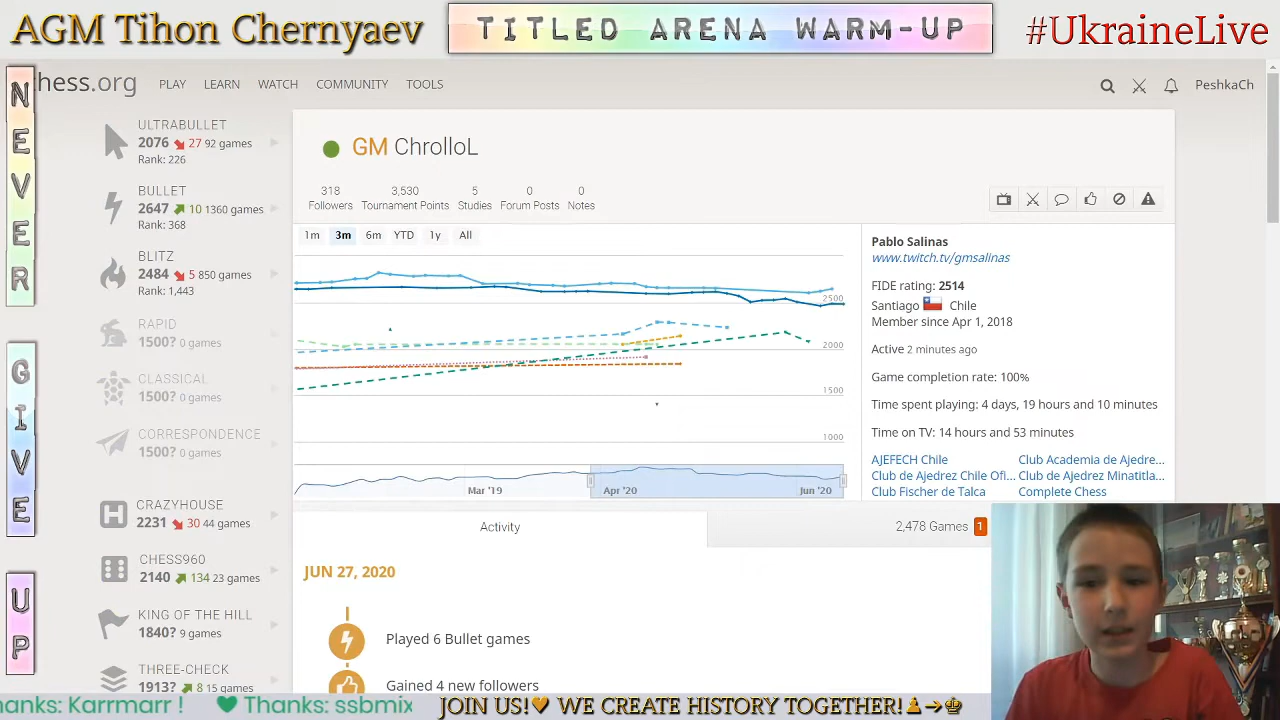 AGM Tihon Chernyaev
TITLED ARENA WARM-UP
#UkraineLive
NEVER
GIVE
UP
hess.org
PLAY
LEARN
WATCH
COMMUNITY
TOOLS
PeshkaCh
ULTRABULLET
2076 27 92 games
Rank: 226
BULLET
2647 10 1360 games
Rank: 368
BLITZ
2484 5 850 games
Rank: 1,443
RAPID
1500? 0 games
CLASSICAL
1500? 0 games
CORRESPONDENCE
1500? 0 games
CRAZYHOUSE
2231 30 44 games
CHESS960
2140 134 23 games
KING OF THE HILL
1840? 9 games
THREE-CHECK
1913? 8 15 games
GM ChrolloL
318 3,530 5 0 0
Followers Tournament Points Studies Forum Posts Notes
1m 3m 6m YTD 1y All
2500
2000
1500
1000
Mar '19 Apr '20 Jun '20
Pablo Salinas
www.twitch.tv/gmsalinas
FIDE rating: 2514
Santiago Chile
Member since Apr 1, 2018
Active 2 minutes ago
Game completion rate: 100%
Time spent playing: 4 days, 19 hours and 10 minutes
Time on TV: 14 hours and 53 minutes
AJEFECH Chile Club Academia de Ajedre...
Club de Ajedrez Chile Ofi... Club de Ajedrez Minatitla...
Club Fischer de Talca Complete Chess
Activity
2,478 Games 1
JUN 27, 2020
Played 6 Bullet games
Gained 4 new followers
hanks: Karrmarr ! Thanks: ssbmix
JOIN US! WE CREATE HISTORY TOGETHER!